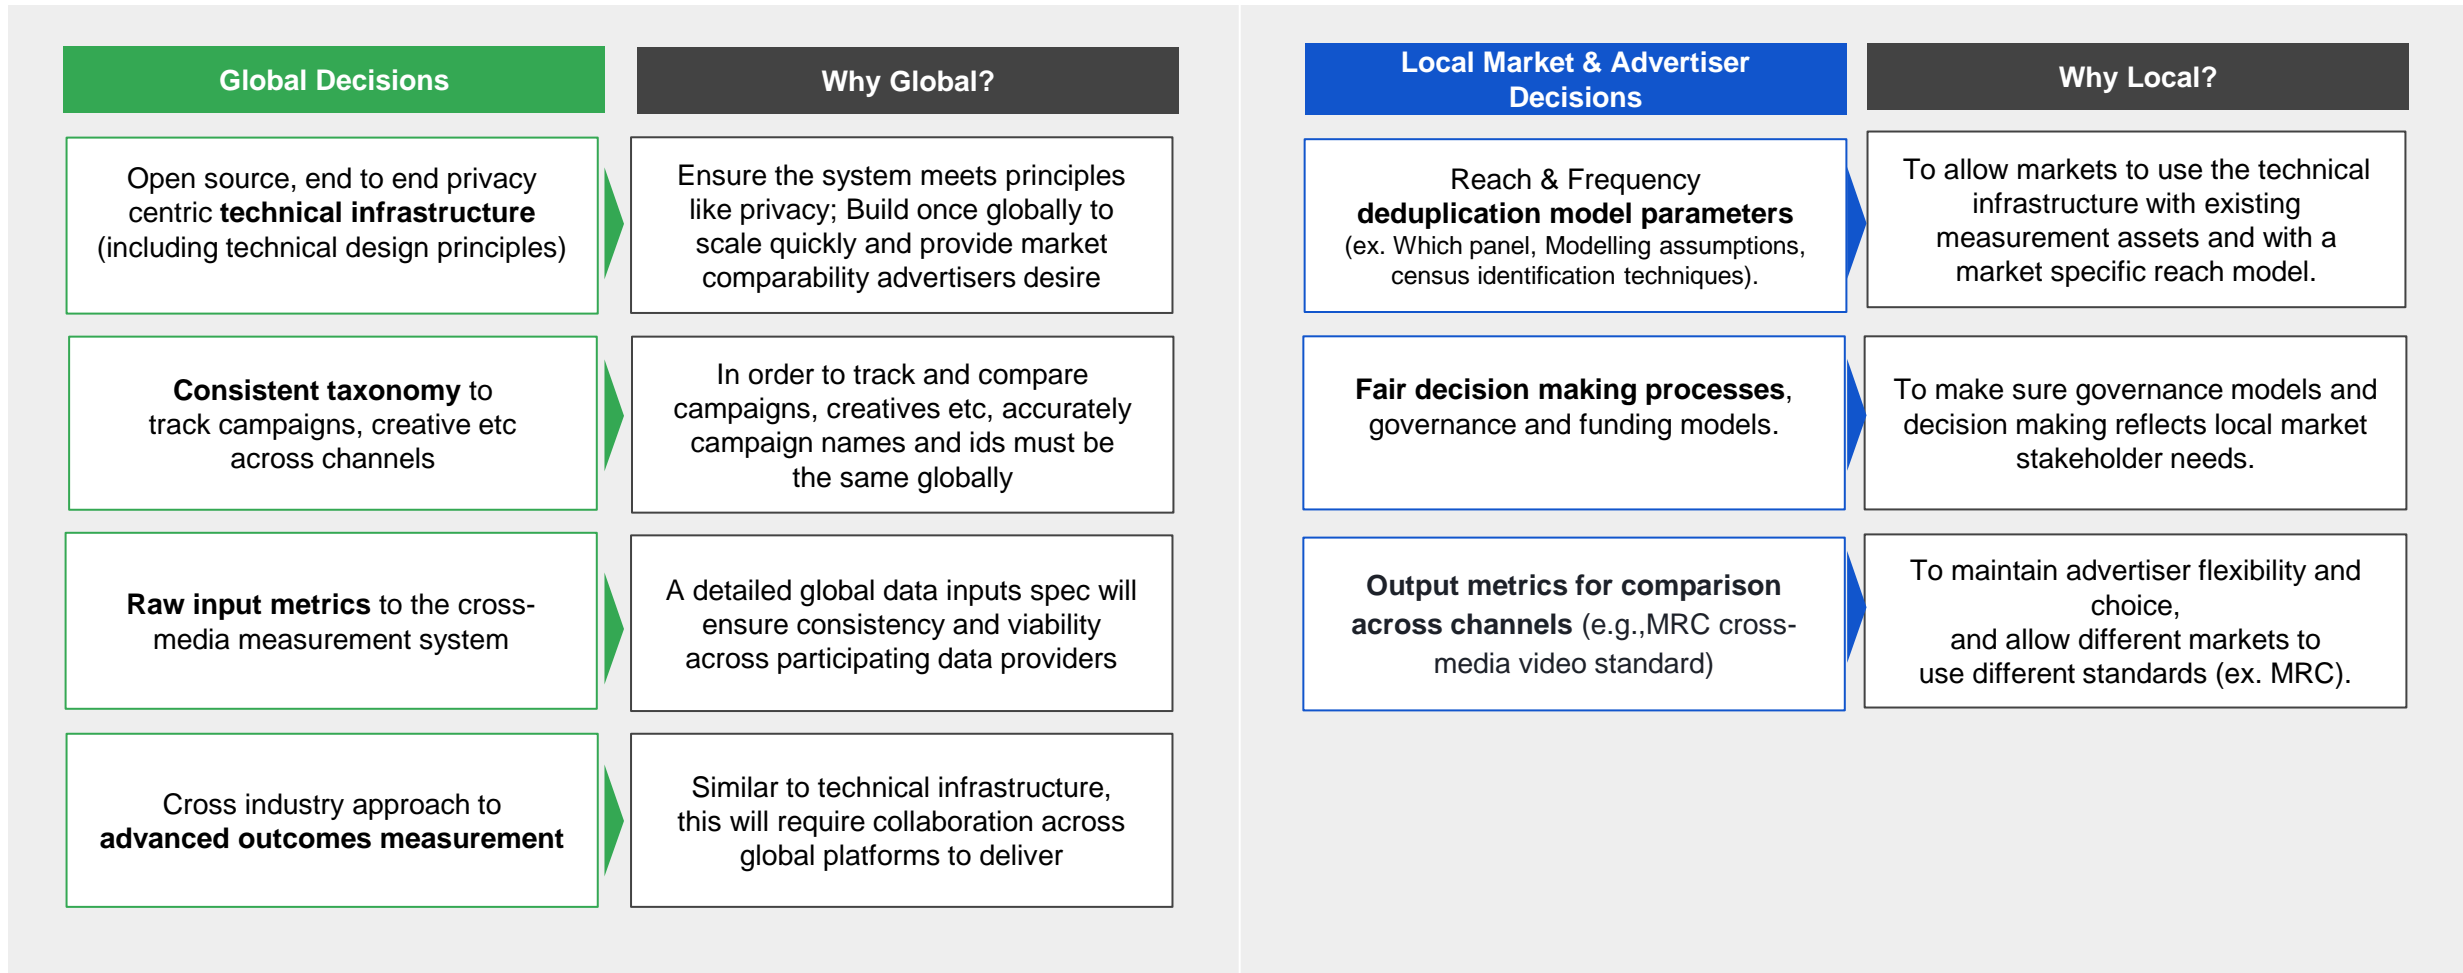 Global Decisions
Why Global?
Open source, end to end privacy
centric technical infrastructure
(including technical design principles)
Ensure the system meets principles
like privacy; Build once globally to
scale quickly and provide market
comparability advertisers desire
Consistent taxonomy to
track campaigns, creative etc
across channels
In order to track and compare
campaigns, creatives etc, accurately
campaign names and ids must be
the same globally
Raw input metrics to the cross-
media measurement system
A detailed global data inputs spec will
ensure consistency and viability
across participating data providers
Cross industry approach to
advanced outcomes measurement
Similar to technical infrastructure,
this will require collaboration across
global platforms to deliver
Local Market & Advertiser
Decisions
Why Local?
Reach & Frequency
deduplication model parameters
(ex. Which panel, Modelling assumptions,
census identification techniques).
To allow markets to use the technical
infrastructure with existing
measurement assets and with a
market specific reach model.
Fair decision making processes,
governance and funding models.
To make sure governance models and
decision making reflects local market
stakeholder needs.
Output metrics for comparison
across channels (e.g.,MRC cross-
media video standard)
To maintain advertiser flexibility and
choice,
and allow different markets to
use different standards (ex. MRC).